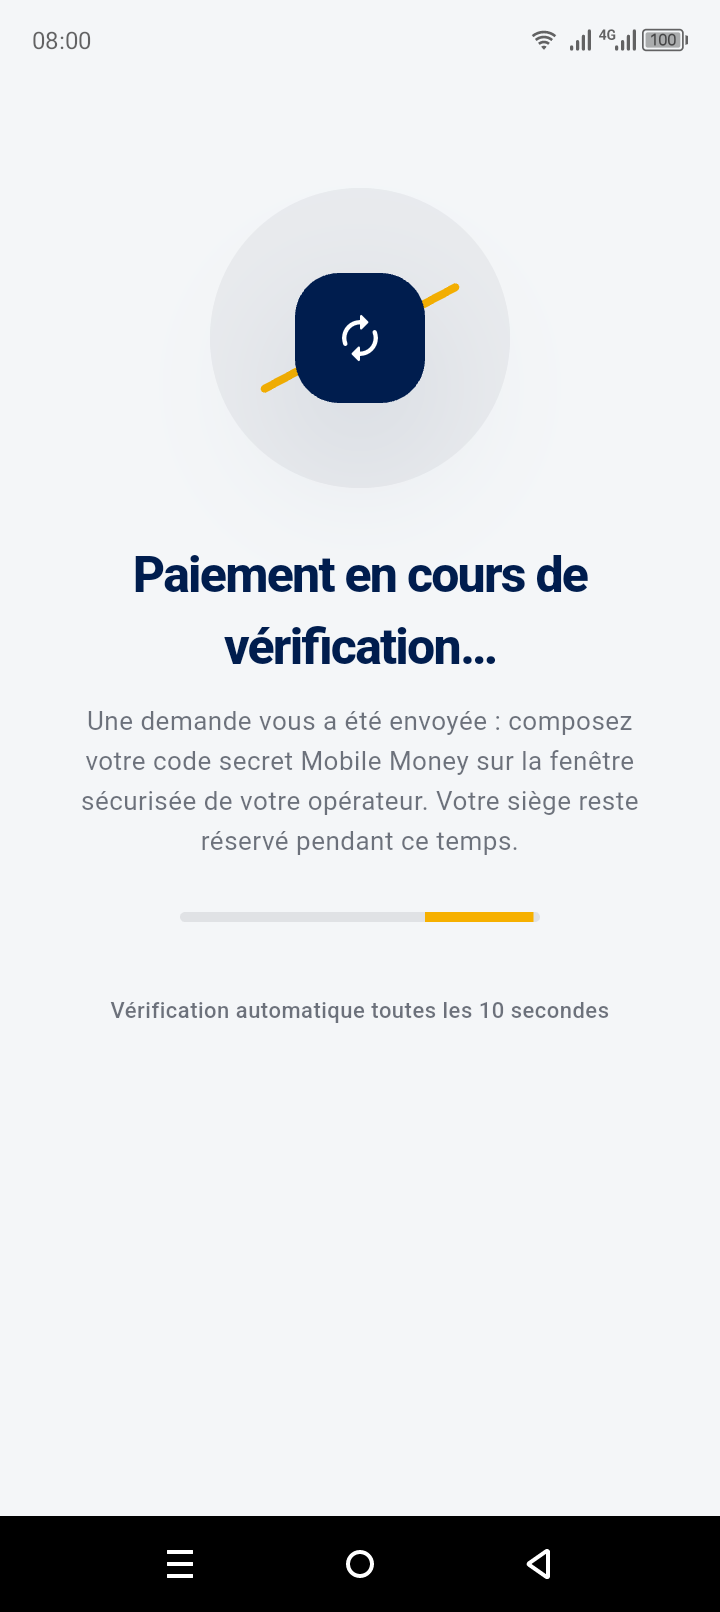 08:00
4G
100
Paiement en cours de
vérification...
Une demande vous a été envoyée : composez
votre code secret Mobile Money sur la fenêtre
sécurisée de votre opérateur. Votre siège reste
réservé pendant ce temps.
Vérification automatique toutes les 10 secondes